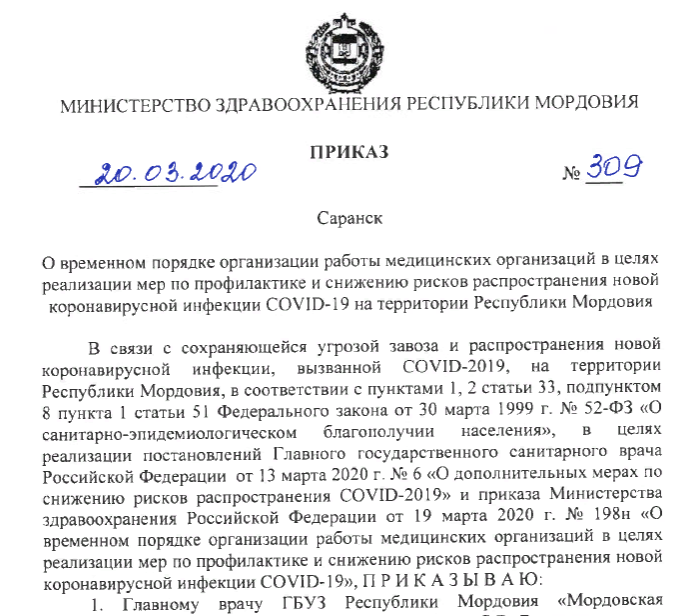 МИНИСТЕРСТВО ЗДРАВООХРАНЕНИЯ РЕСПУБЛИКИ МОРДОВИЯ
ПРИКАЗ
20.03.2020 № 309
Саранск
О временном порядке организации работы медицинских организаций в целях
реализации мер по профилактике и снижению рисков распространения новой
коронавирусной инфекции COVID-19 на территории Республики Мордовия
В связи с сохраняющейся угрозой завоза и распространения новой
коронавирусной инфекции, вызванной COVID-2019, на территории
Республики Мордовия, в соответствии с пунктами 1, 2 статьи 33, подпунктом
8 пункта 1 статьи 51 Федерального закона от 30 марта 1999 г. № 52-ФЗ «О
санитарно-эпидемиологическом благополучии населения», в целях
реализации постановлений Главного государственного санитарного врача
Российской Федерации от 13 марта 2020 г. № 6 «О дополнительных мерах по
снижению рисков распространения COVID-2019» и приказа Министерства
здравоохранения Российской Федерации от 19 марта 2020 г. № 198н «О
временном порядке организации работы медицинских организаций в целях
реализации мер по профилактике и снижению рисков распространения новой
коронавирусной инфекции COVID-19», П Р И К А З Ы В А Ю:
1. Главному врачу ГБУЗ Республики Мордовия «Мордовская